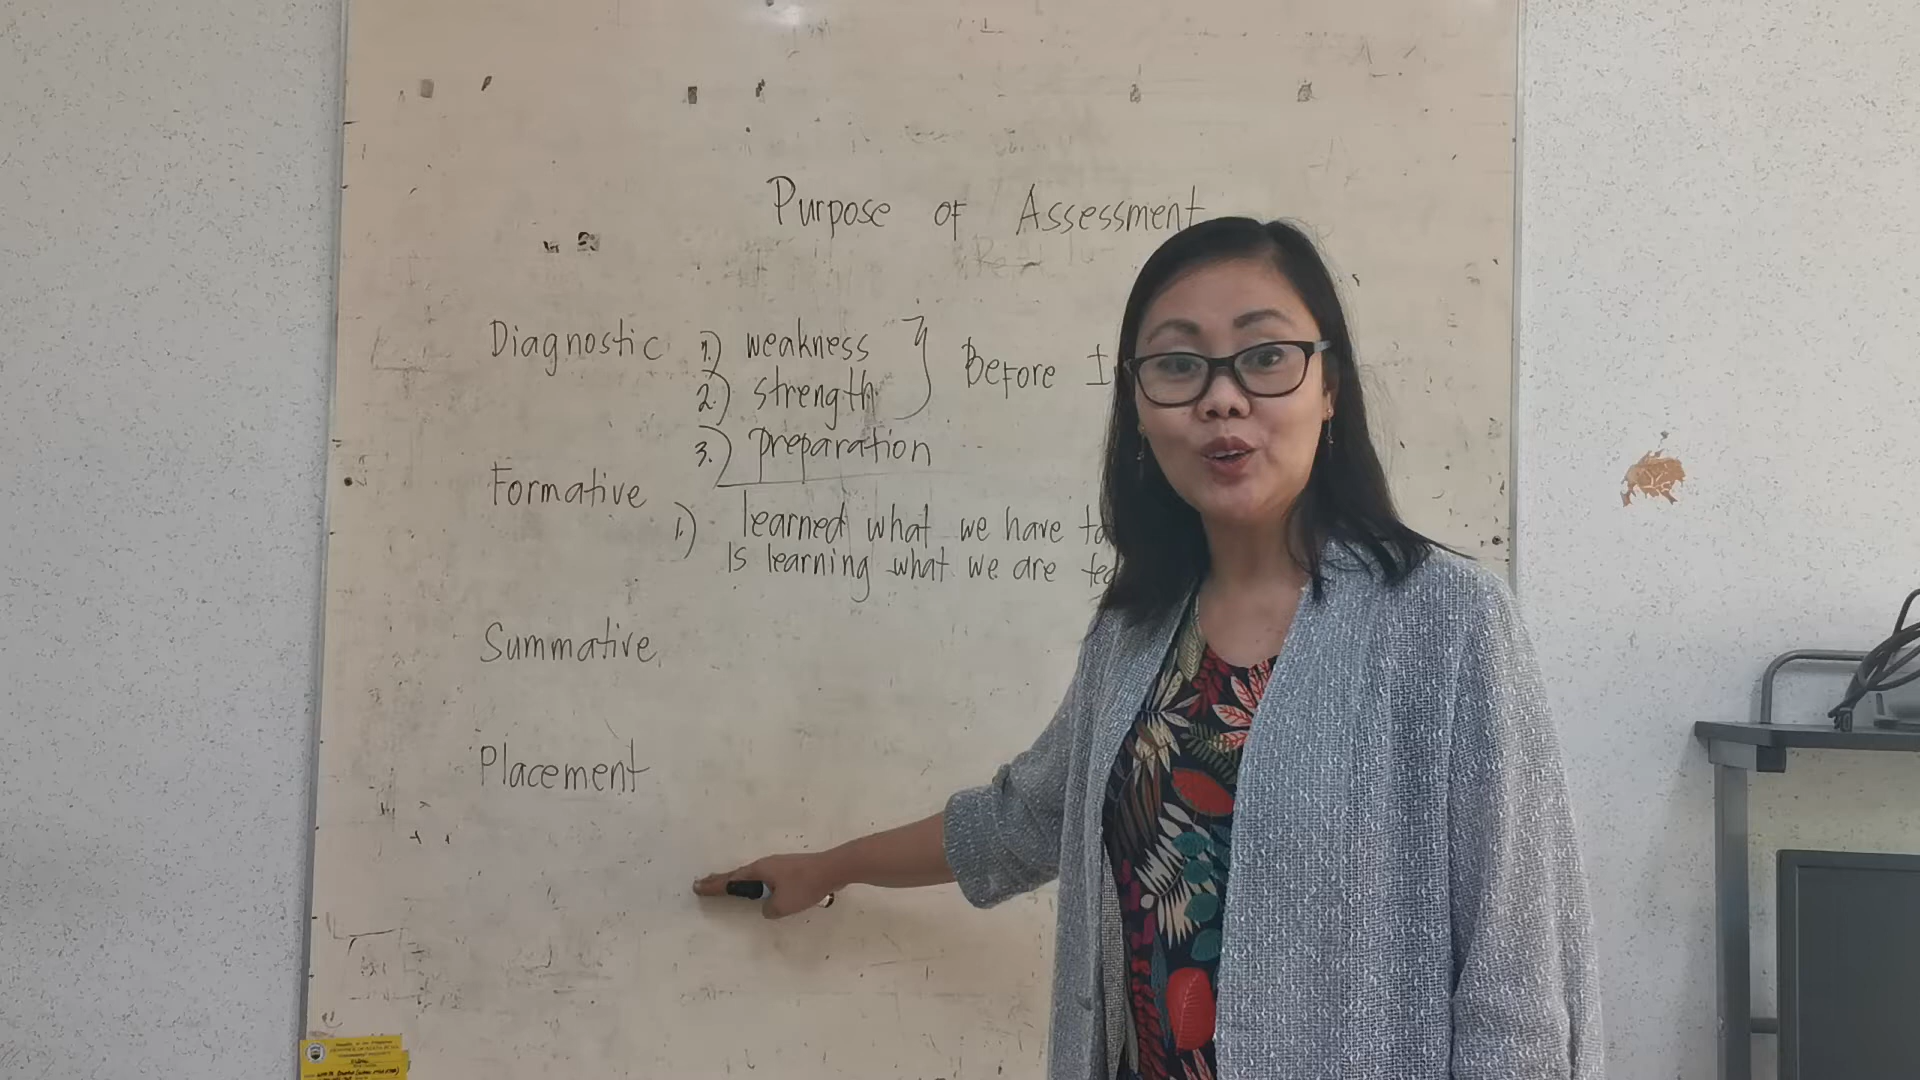 Purpose of Assessment
Diagnostic 1.) weakness
2.) strength
Before I
3.) preparation
Formative
1.) learned what we have
Is learning what we are
Summative
Placement